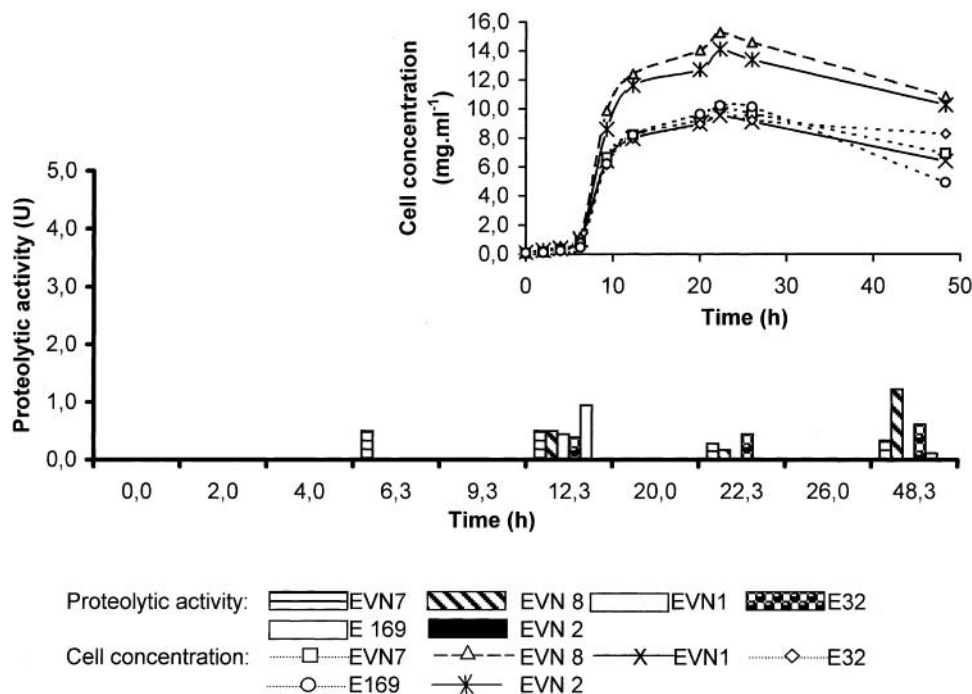 16,0
14,0
12,0
10,0
8,0
6,0
4,0
2,0
0,0
Cell concentration
(mg.ml⁻¹)
0 10 20 30 40 50
Time (h)
5,0
4,0
3,0
2,0
1,0
0,0
Proteolytic activity (U)
0,0 2,0 4,0 6,3 9,3 12,3 20,0 22,3 26,0 48,3
Time (h)
Proteolytic activity: EVN7 EVN 8 EVN1 E32
E 169 EVN 2
Cell concentration: EVN7 EVN 8 EVN1 E32
E169 EVN 2